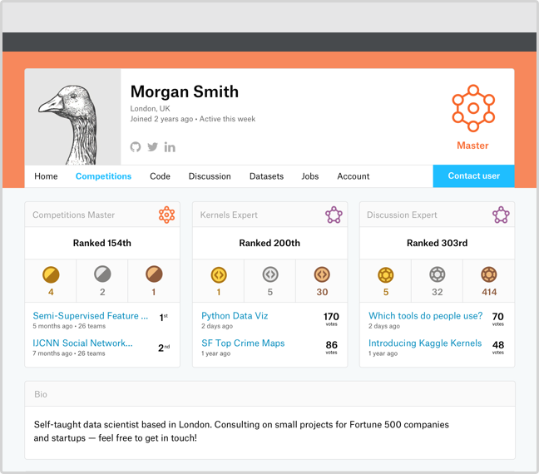 Morgan Smith
London, UK
Joined 2 years ago • Active this week
Master
Home Competitions Code Discussion Datasets Jobs Account Contact user
Competitions Master
Ranked 154th
4 2 1
Semi-Supervised Feature ... 1st
5 months ago • 26 teams
IJCNN Social Network... 2nd
7 months ago • 26 teams
Kernels Expert
Ranked 200th
1 5 30
Python Data Viz 170
2 days ago votes
SF Top Crime Maps 86
1 year ago votes
Discussion Expert
Ranked 303rd
5 32 414
Which tools do people use? 70
2 days ago votes
Introducing Kaggle Kernels 48
1 year ago votes
Bio
Self-taught data scientist based in London. Consulting on small projects for Fortune 500 companies
and startups — feel free to get in touch!